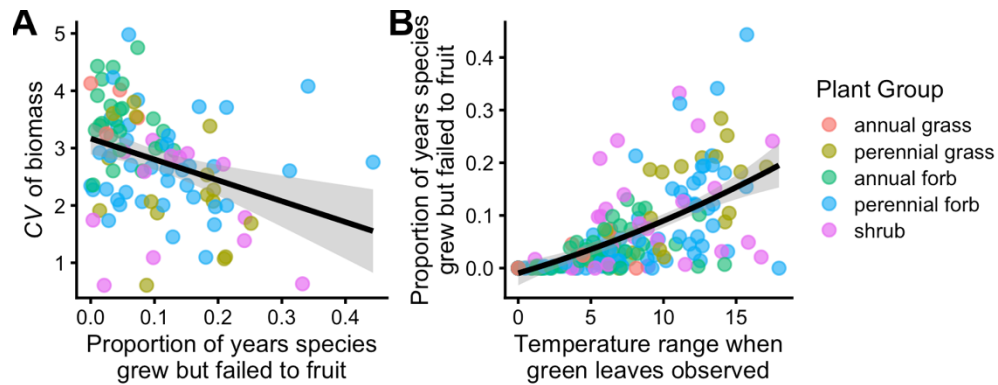 A
CV of biomass
5
4
3
2
1
0.0 0.1 0.2 0.3 0.4
Proportion of years species
grew but failed to fruit
B
Proportion of years species
grew but failed to fruit
0.4
0.3
0.2
0.1
0.0
0 5 10 15
Temperature range when
green leaves observed
Plant Group
annual grass
perennial grass
annual forb
perennial forb
shrub